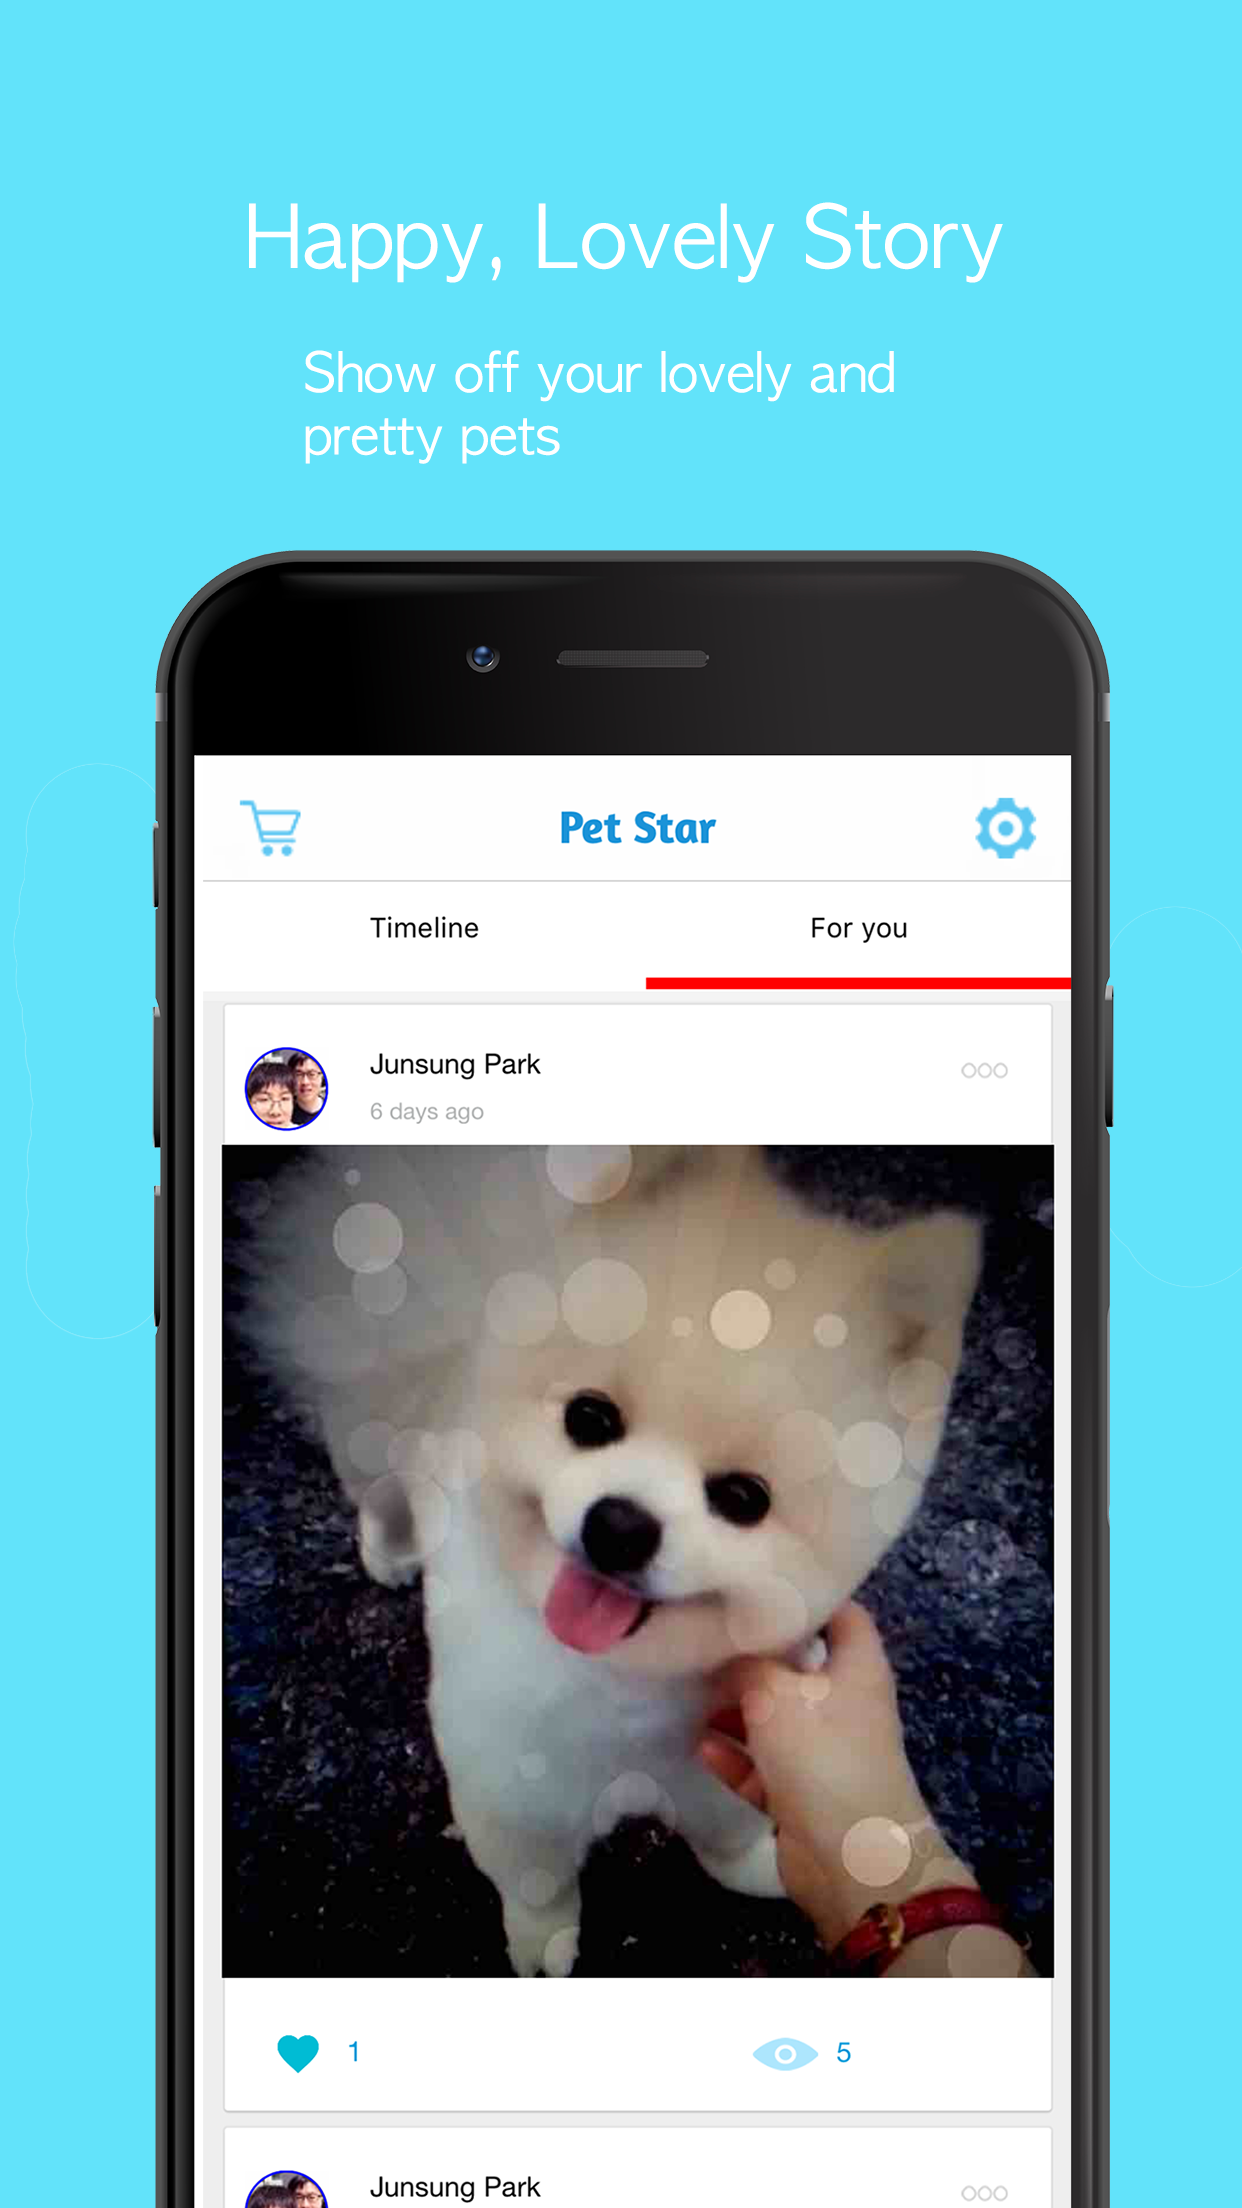 Happy, Lovely Story
Show off your lovely and
pretty pets
Pet Star
Timeline
For you
Junsung Park
6 days ago
1
5
Junsung Park